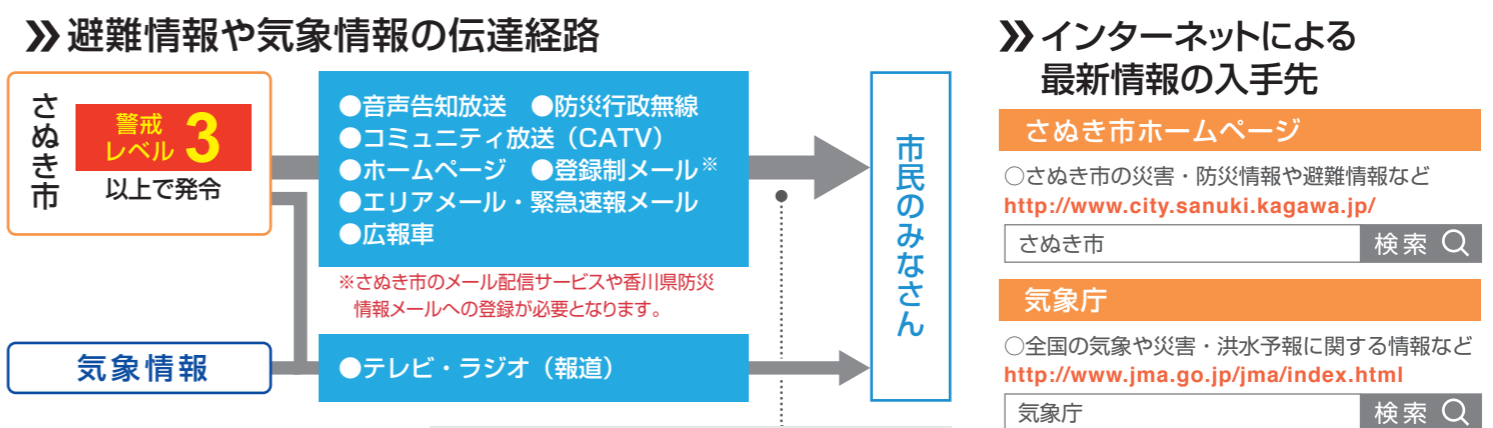 避難情報や気象情報の伝達経路
さぬき市
警戒
レベル 3
以上で発令
●音声告知放送 ●防災行政無線
●コミュニティ放送（CATV）
●ホームページ ●登録制メール※
●エリアメール・緊急速報メール
●広報車
※さぬき市のメール配信サービスや香川県防災
情報メールへの登録が必要となります。
気象情報
●テレビ・ラジオ（報道）
市民のみなさん
インターネットによる
最新情報の入手先
さぬき市ホームページ
○さぬき市の災害・防災情報や避難情報など
http://www.city.sanuki.kagawa.jp/
さぬき市 検索
気象庁
○全国の気象や災害・洪水予報に関する情報など
http://www.jma.go.jp/jma/index.html
気象庁 検索